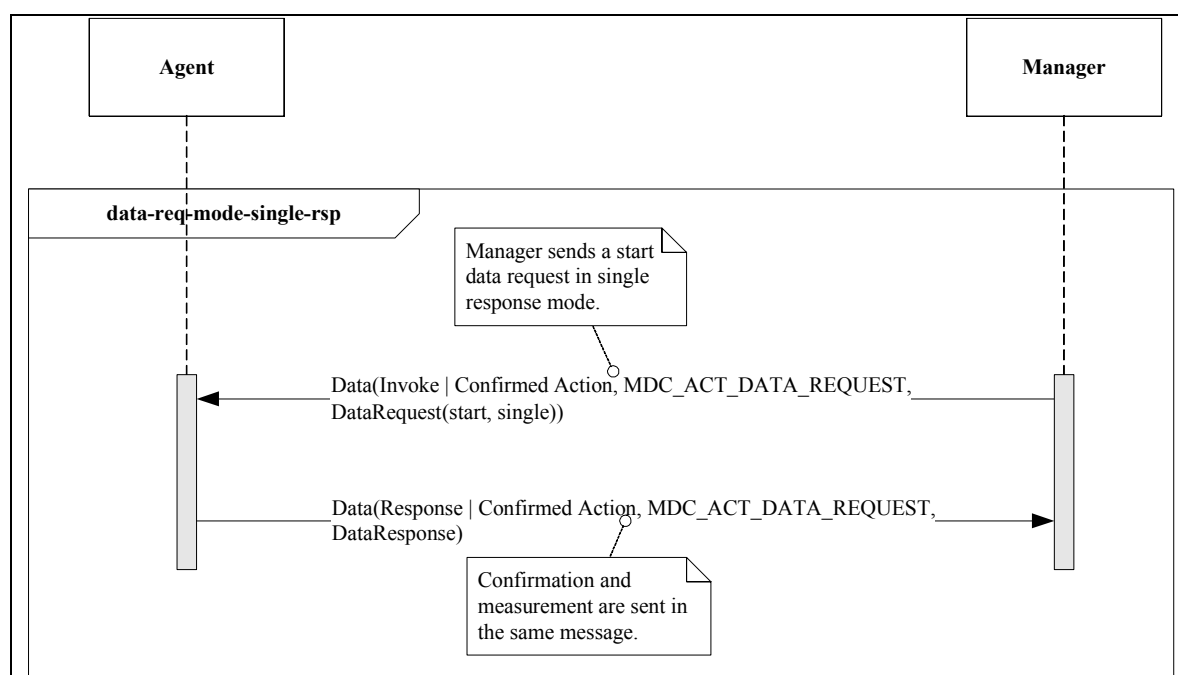 Agent
Manager
data-req-mode-single-rsp
Manager sends a start
data request in single
response mode.
Data(Invoke | Confirmed Action, MDC_ACT_DATA_REQUEST,
DataRequest(start, single))
Data(Response | Confirmed Action, MDC_ACT_DATA_REQUEST,
DataResponse)
Confirmation and
measurement are sent in
the same message.